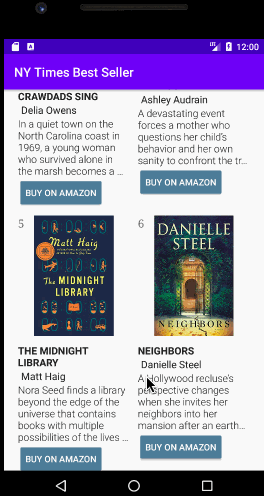 12:00
NY Times Best Seller
CRAWDADS SING
Delia Owens
In a quiet town on the
North Carolina coast in
1969, a young woman
who survived alone in
the marsh becomes a ...
BUY ON AMAZON
Ashley Audrain
A devastating event
forces a mother who
questions her child's
behavior and her own
sanity to confront the tr...
BUY ON AMAZON
5
Matt Haig
THE MIDNIGHT
LIBRARY
THE MIDNIGHT
LIBRARY
Matt Haig
Nora Seed finds a library
beyond the edge of the
universe that contains
books with multiple
possibilities of the lives ...
BUY ON AMAZON
6
DANIELLE
STEEL
NEIGHBORS
NEIGHBORS
Danielle Steel
A Hollywood recluse's
perspective changes
when she invites her
neighbors into her
mansion after an earth...
BUY ON AMAZON